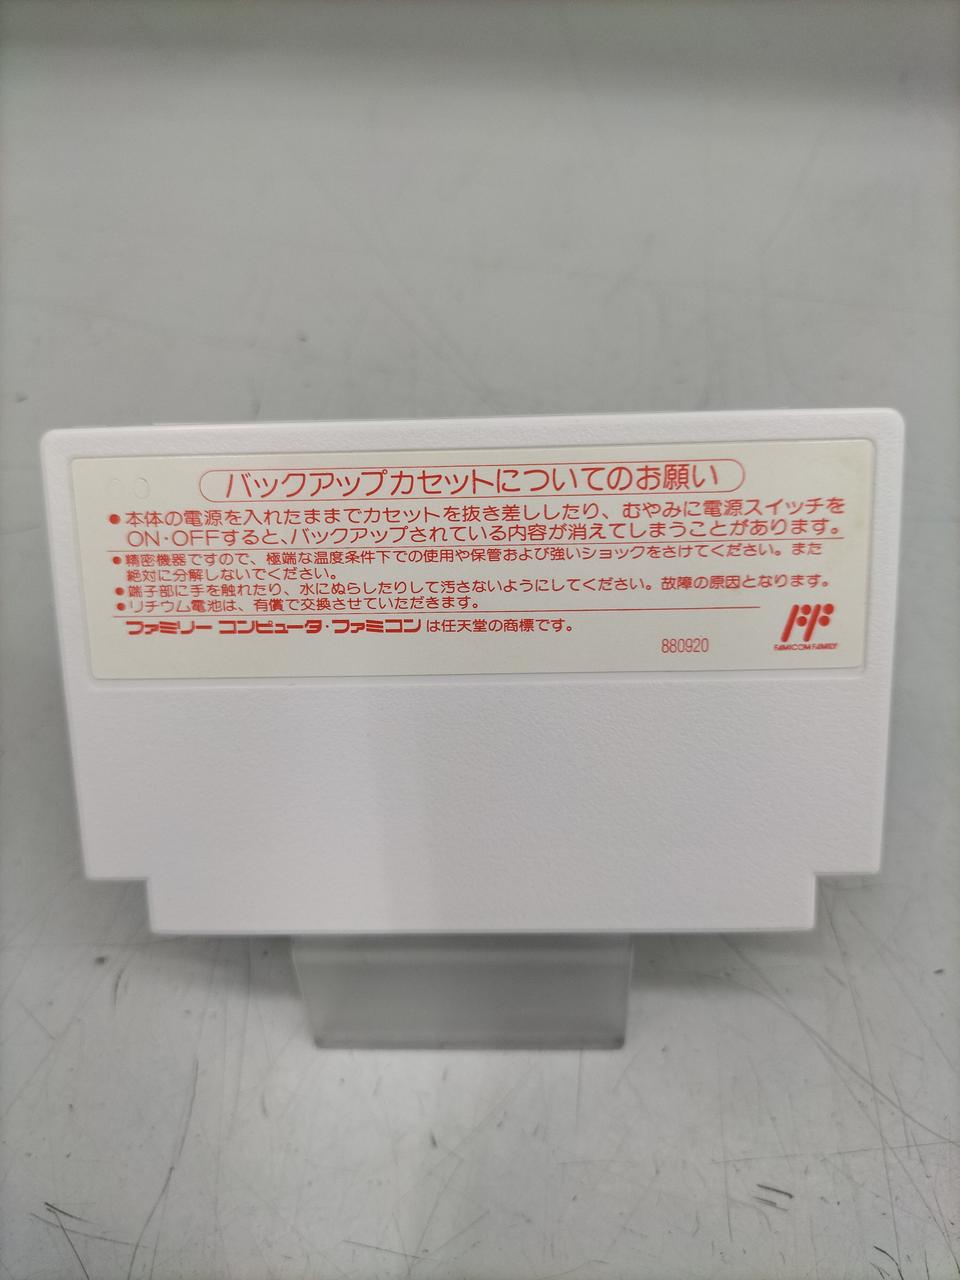 バックアップカセットについてのお願い
●本体の電源を入れたままでカセットを抜き差ししたり、むやみに電源スイッチを
ON・OFFすると、バックアップされている内容が消えてしまうことがあります。
●精密機器ですので、極端な温度条件下での使用や保管および強いショックをさけてください。また
絶対に分解しないでください。
●端子部に手を触れたり、水にぬらしたりして汚さないようにしてください。故障の原因となります。
●リチウム電池は、有償で交換させていただきます。
ファミリーコンピュータ・ファミコンは任天堂の商標です。
880920
FAMICOM FAMILY